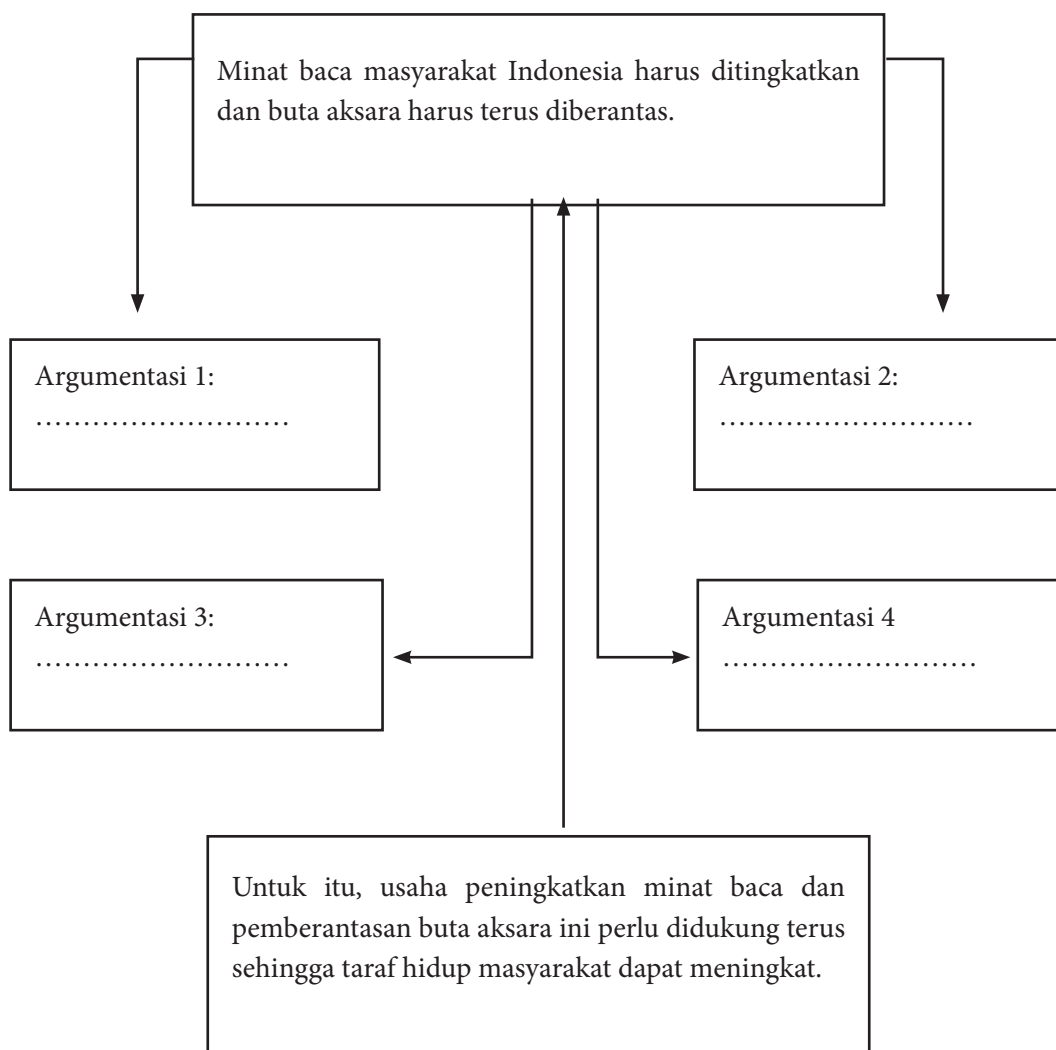 Minat baca masyarakat Indonesia harus ditingkatkan
dan buta aksara harus terus diberantas.
Argumentasi 1:
………………………
Argumentasi 2:
………………………
Argumentasi 3:
………………………
Argumentasi 4
………………………
Untuk itu, usaha peningkatkan minat baca dan
pemberantasan buta aksara ini perlu didukung terus
sehingga taraf hidup masyarakat dapat meningkat.